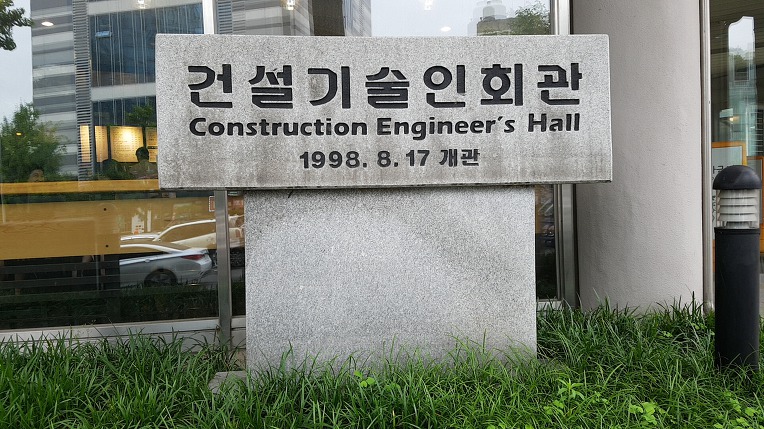 건설기술인회관
Construction Engineer's Hall
1998. 8. 17 개관